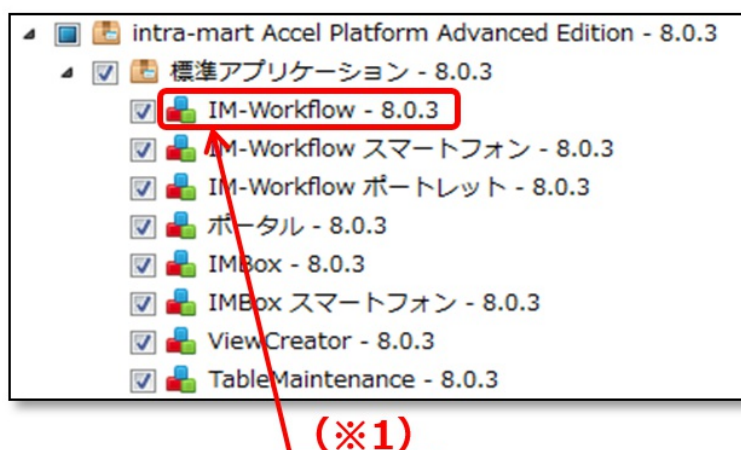 intra-mart Accel Platform Advanced Edition - 8.0.3
標準アプリケーション - 8.0.3
IM-Workflow - 8.0.3
IM-Workflow スマートフォン - 8.0.3
IM-Workflow ポートレット - 8.0.3
ポータル - 8.0.3
IMBox - 8.0.3
IMBox スマートフォン - 8.0.3
ViewCreator - 8.0.3
TableMaintenance - 8.0.3
（※1）